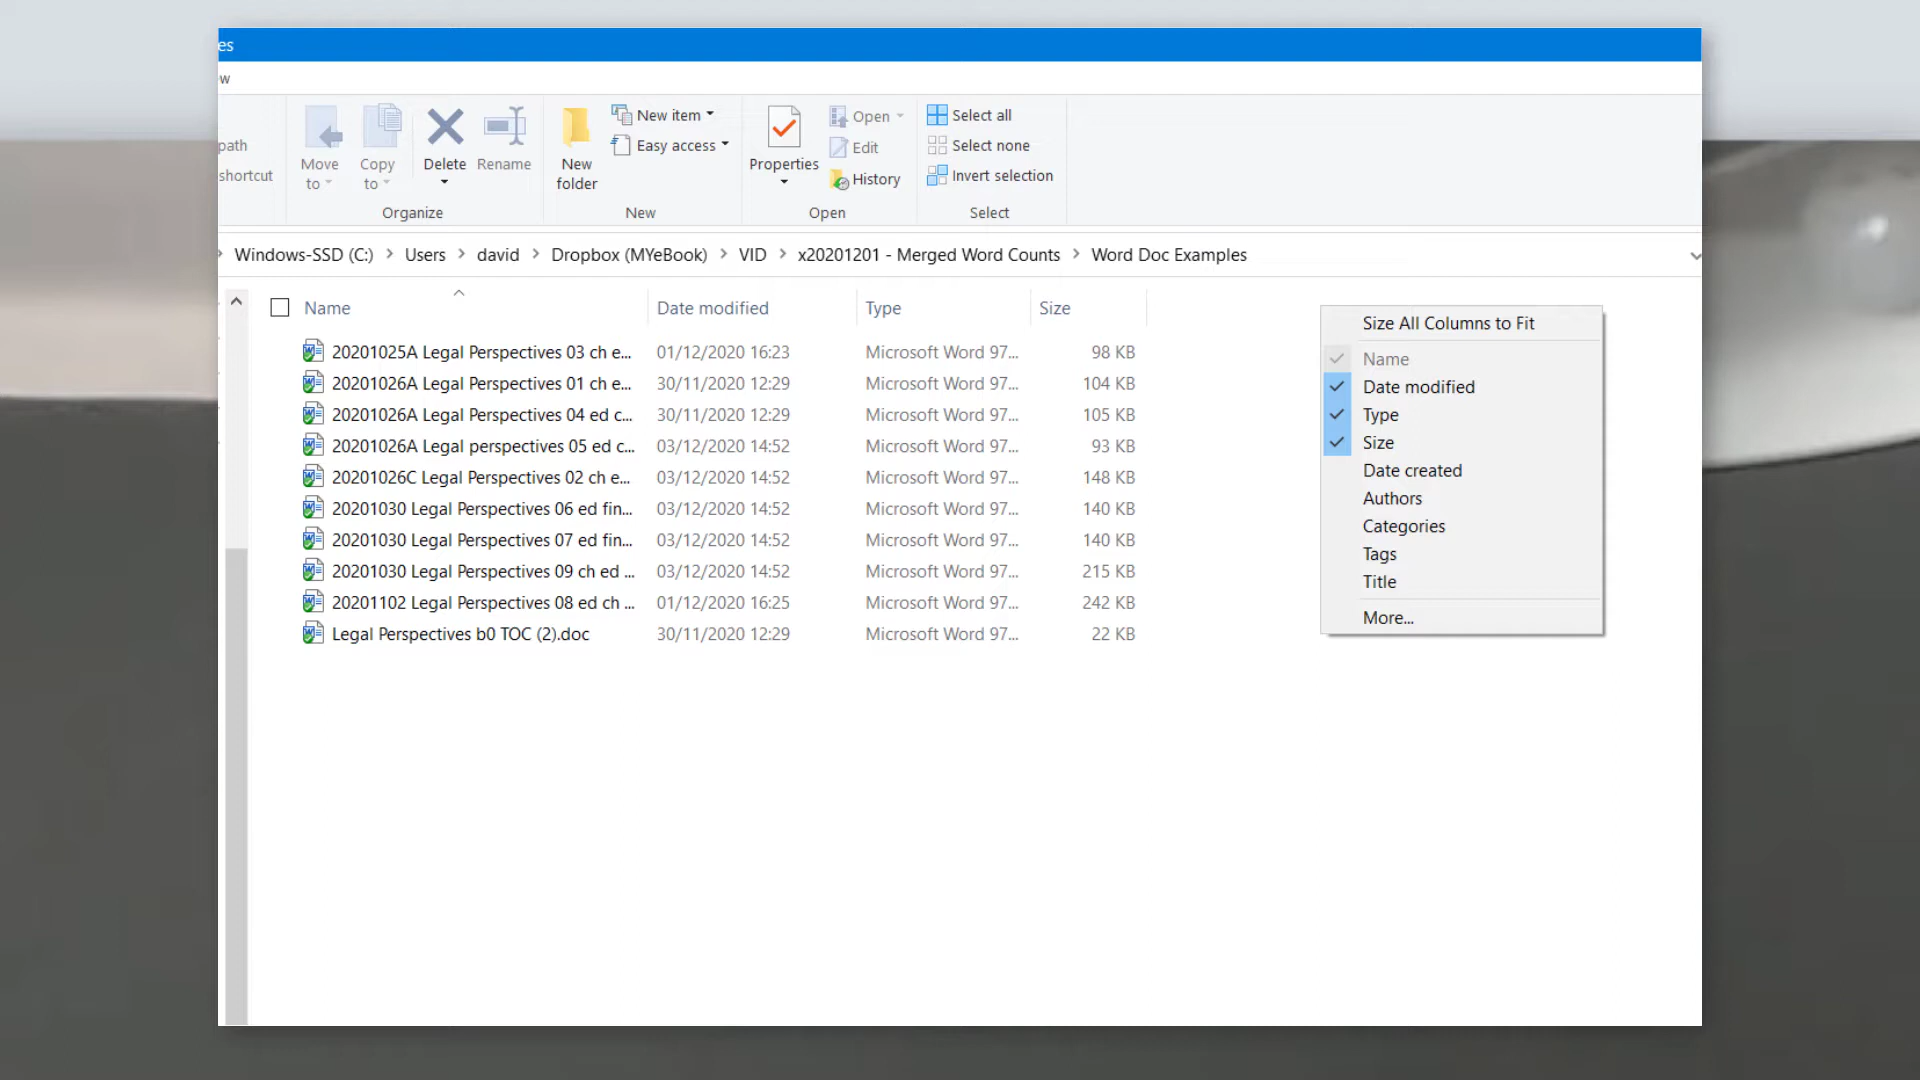 es
w
path
shortcut
Move to
Copy to
Delete
Rename
Organize
New folder
New item
Easy access
New
Properties
Open
Edit
History
Open
Select all
Select none
Invert selection
Select
Windows-SSD (C:) > Users > david > Dropbox (MYeBook) > VID > x20201201 - Merged Word Counts > Word Doc Examples
Name Date modified Type Size
20201025A Legal Perspectives 03 ch e... 01/12/2020 16:23 Microsoft Word 97... 98 KB
20201026A Legal Perspectives 01 ch e... 30/11/2020 12:29 Microsoft Word 97... 104 KB
20201026A Legal Perspectives 04 ed c... 30/11/2020 12:29 Microsoft Word 97... 105 KB
20201026A Legal perspectives 05 ed c... 03/12/2020 14:52 Microsoft Word 97... 93 KB
20201026C Legal Perspectives 02 ch e... 03/12/2020 14:52 Microsoft Word 97... 148 KB
20201030 Legal Perspectives 06 ed fin... 03/12/2020 14:52 Microsoft Word 97... 140 KB
20201030 Legal Perspectives 07 ed fin... 03/12/2020 14:52 Microsoft Word 97... 140 KB
20201030 Legal Perspectives 09 ch ed ... 03/12/2020 14:52 Microsoft Word 97... 215 KB
20201102 Legal Perspectives 08 ed ch ... 01/12/2020 16:25 Microsoft Word 97... 242 KB
Legal Perspectives b0 TOC (2).doc 30/11/2020 12:29 Microsoft Word 97... 22 KB
Size All Columns to Fit
Name
Date modified
Type
Size
Date created
Authors
Categories
Tags
Title
More...